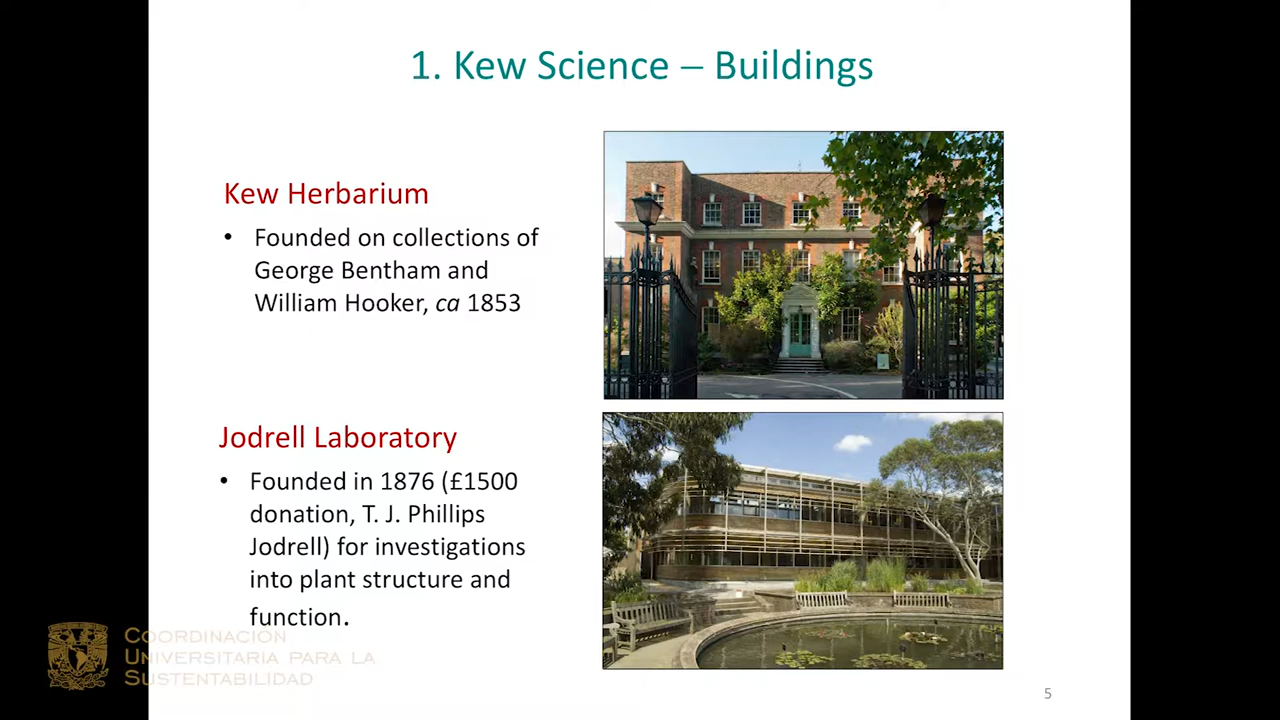 1. Kew Science – Buildings
Kew Herbarium
• Founded on collections of
George Bentham and
William Hooker, ca 1853
Jodrell Laboratory
• Founded in 1876 (£1500
donation, T. J. Phillips
Jodrell) for investigations
into plant structure and
function.
COORDINACIÓN
UNIVERSITARIA PARA LA
SUSTENTABILIDAD
5